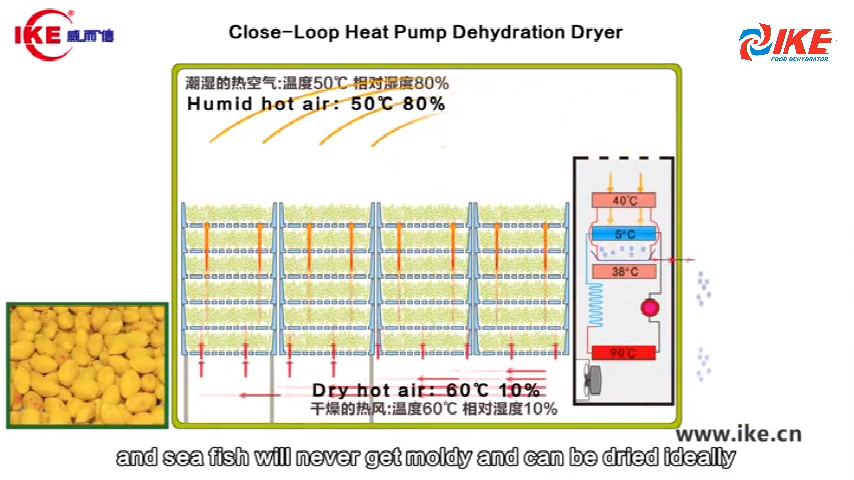 IKE 威而信
Close-Loop Heat Pump Dehydration Dryer
IKE
FOOD DEHYDRATOR
潮湿的热空气:温度50℃ 相对湿度80%
Humid hot air: 50℃ 80%
40℃
5℃
38℃
90℃
Dry hot air: 60℃ 10%
干燥的热风:温度60℃ 相对湿度10%
www.ike.cn
and sea fish will never get moldy and can be dried ideally